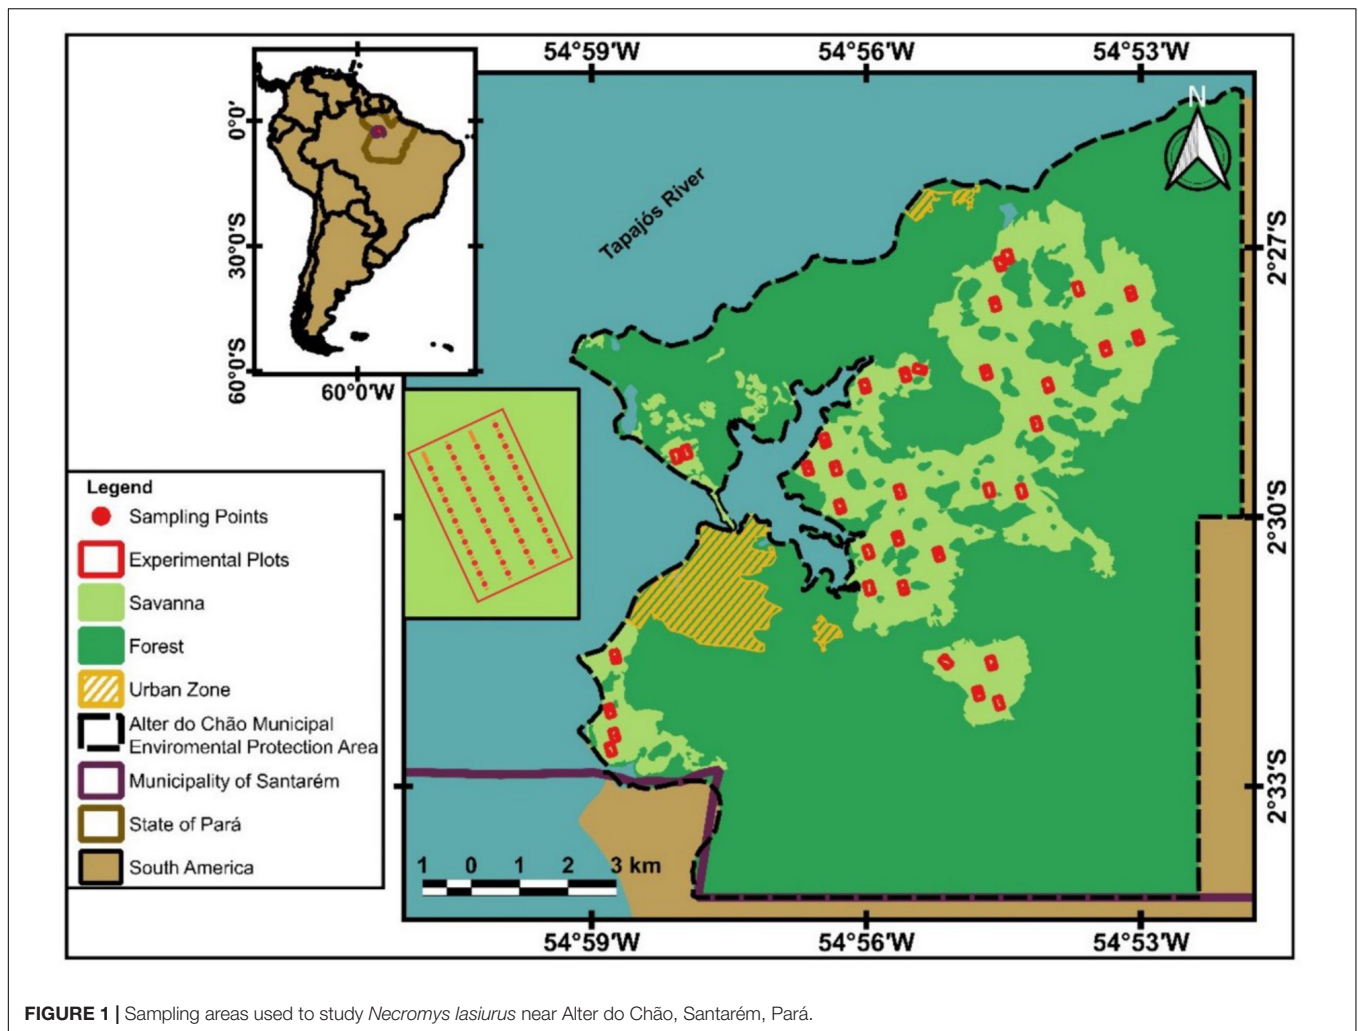 54°59'W 54°56'W 54°53'W
N
0°0'
30°0'S
60°0'S
60°0'W
Tapajós River
2°27'S
2°30'S
2°33'S
Legend
Sampling Points
Experimental Plots
Savanna
Forest
Urban Zone
Alter do Chão Municipal
Enviromental Protection Area
Municipality of Santarém
State of Pará
South America
1 0 1 2 3 km
54°59'W 54°56'W 54°53'W
FIGURE 1 | Sampling areas used to study Necromys lasiurus near Alter do Chão, Santarém, Pará.